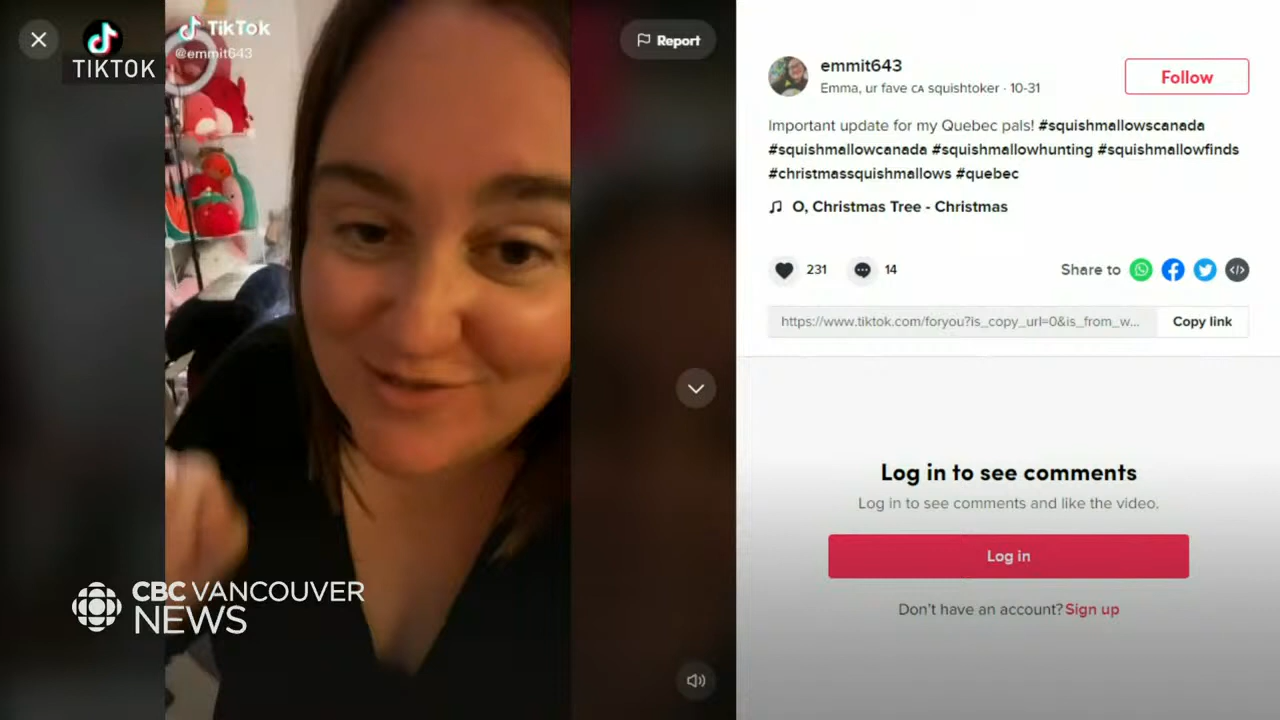 TikTok
@emmit643
TIKTOK
Report
emmit643
Emma, ur fave CA squishtoker · 10-31
Follow
Important update for my Quebec pals! #squishmallowscanada
#squishmallowcanada #squishmallowhunting #squishmallowfinds
#christmassquishmallows #quebec
O, Christmas Tree - Christmas
231
14
Share to
https://www.tiktok.com/foryou?is_copy_url=0&is_from_w...
Copy link
Log in to see comments
Log in to see comments and like the video.
Log in
Don't have an account? Sign up
CBC VANCOUVER
NEWS